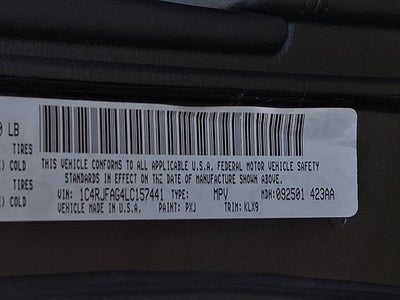 0 LB
TIRES
) COLD THIS VEHICLE CONFORMS TO ALL APPLICABLE U.S.A. FEDERAL MOTOR VEHICLE SAFETY
TIRES STANDARDS IN EFFECT ON THE DATE OF MANUFACTURE SHOWN ABOVE.
) COLD VIN: 1C4RJFAG4LC157441 TYPE: MPV MDH:092501 423AA
VEHICLE MADE IN U.S.A. PAINT: PXJ TRIM: KLX9